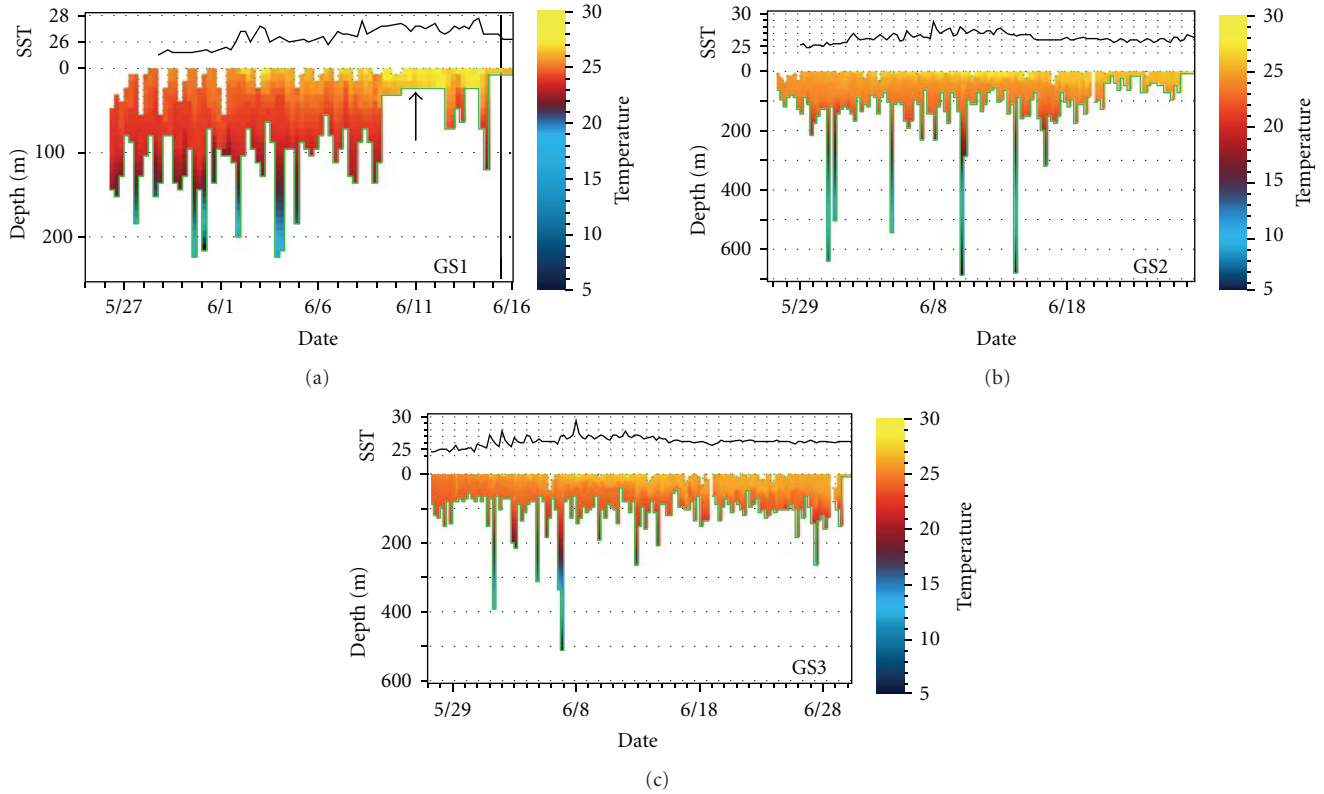 28
26
SST
0
100
200
Depth (m)
GS1
5/27
6/1
6/6
6/11
6/16
Date
30
25
20
15
10
5
Temperature
(a)
30
25
SST
0
200
400
600
Depth (m)
GS2
5/29
6/8
6/18
Date
30
25
20
15
10
5
Temperature
(b)
30
25
SST
0
200
400
600
Depth (m)
GS3
5/29
6/8
6/18
6/28
Date
30
25
20
15
10
5
Temperature
(c)